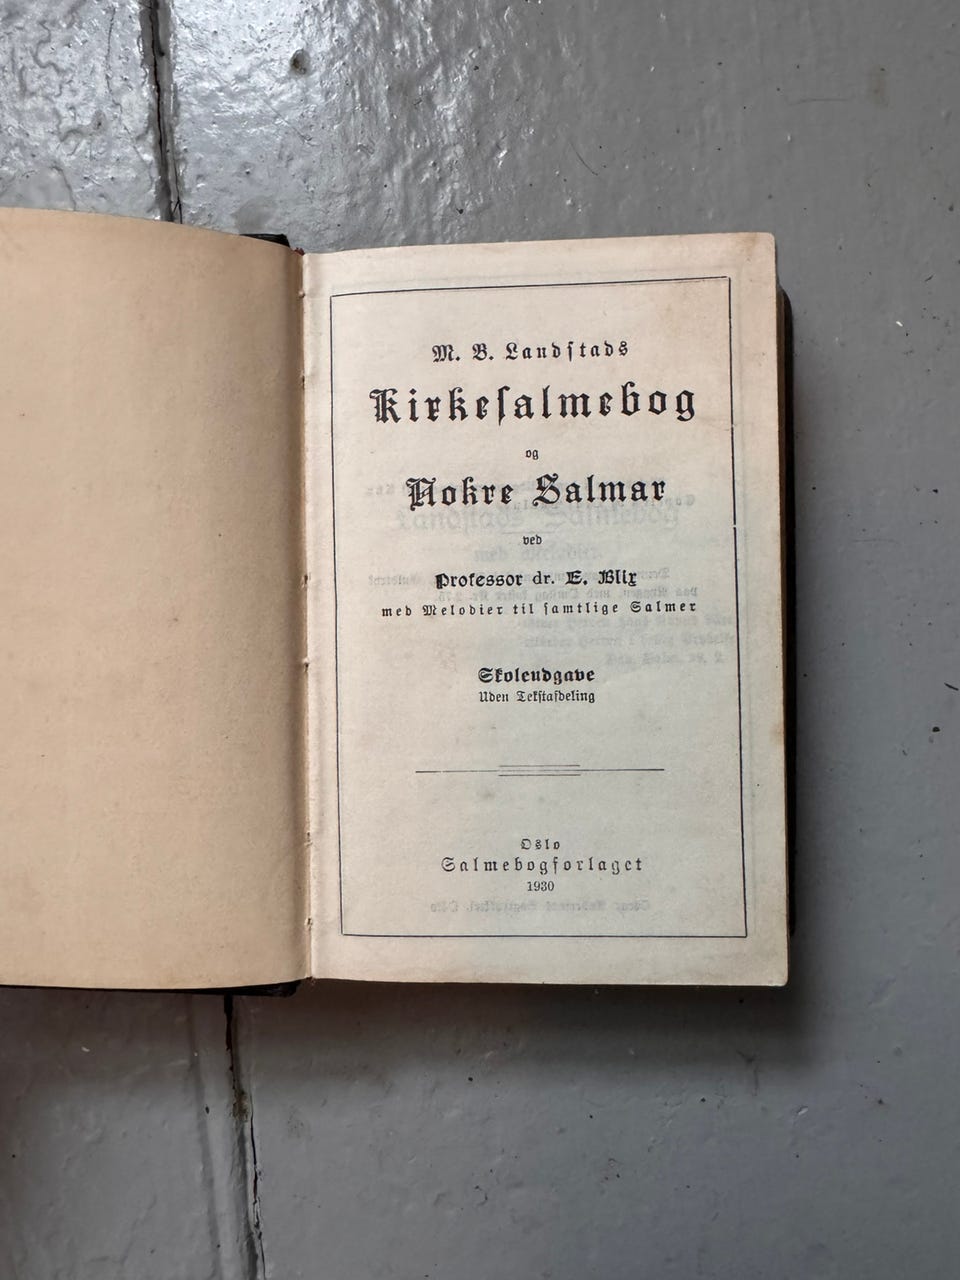 M. B. Landſtads
Kirkeſalmebog
og
Nokre Salmar
ved
Profeſsor dr. E. Blix
med Melodier til ſamtlige Salmer
Skoleudgave
Uden Tekſtafdeling
Oslo
Salmebogforlaget
1930